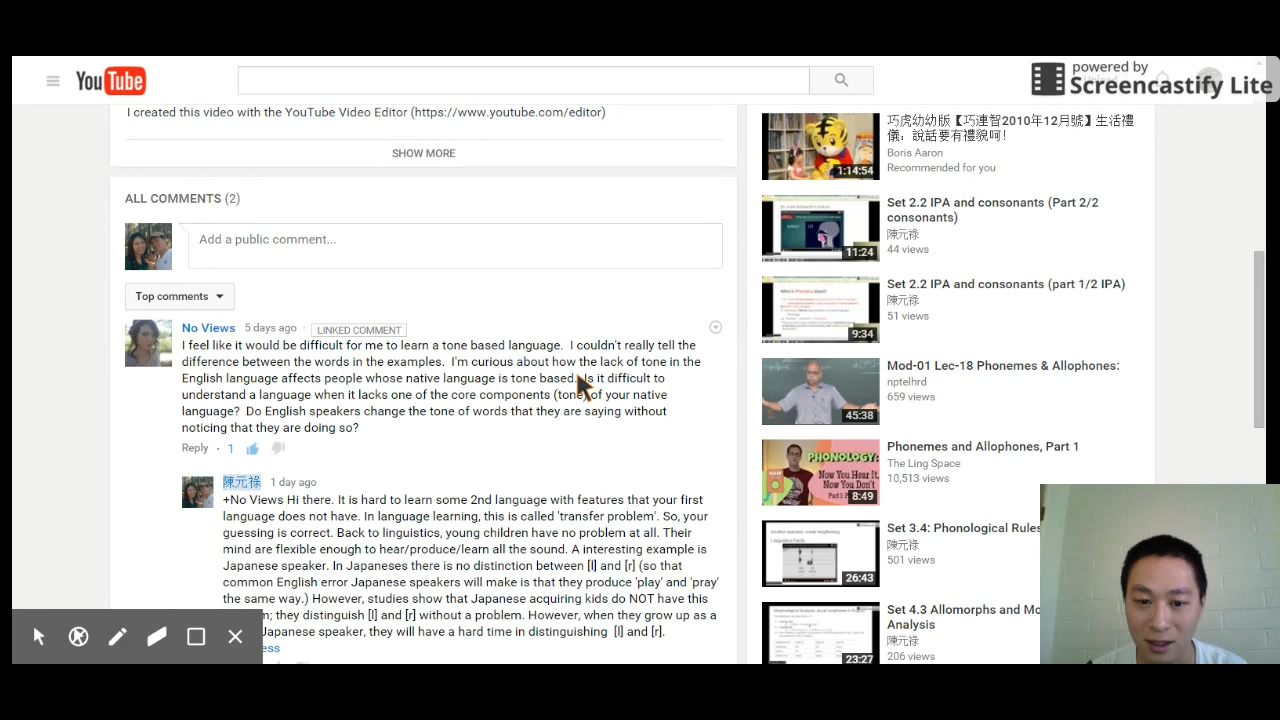 YouTube
powered by
Screencastify Lite
I created this video with the YouTube Video Editor (https://www.youtube.com/editor)
SHOW MORE
ALL COMMENTS (2)
Add a public comment...
Top comments
No Views 5 days ago · LINKED COMMENT
I feel like it would be difficult for me to learn a tone based language. I couldn't really tell the
difference between the words in the examples. I'm curious about how the lack of tone in the
English language affects people whose native language is tone based. Is it difficult to
understand a language when it lacks one of the core components (tone) of your native
language? Do English speakers change the tone of words that they are saying without
noticing that they are doing so?
Reply · 1
陳元祿 1 day ago
+No Views Hi there. It is hard to learn some 2nd language with features that your first
language does not have. In language learning, this is called 'transfer problem'. So, your
guessing is correct. Back to linguistics, young children have no problem at all. Their
mind are flexible enough to hear/produce/learn all the
A interesting example is
Japanese speaker. In Japaneses there is no distinction between [l] and [r] (so that
common English error Japanese speakers will make is that they produce 'play' and 'pray'
the same way.) However, studies show that Japanese acquiring kids do NOT have this
; they distinguish [l] and [r] without a problem. However, when they grow up as a
Japanese speaker, they will have a hard time in distinguishing [l] and [r].
巧虎幼幼版【巧連智2010年12月號】生活禮
儀：說話要有禮貌呵!
Boris Aaron
Recommended for you
1:14:54
Set 2.2 IPA and consonants (Part 2/2
consonants)
陳元祿
44 views
11:24
Set 2.2 IPA and consonants (part 1/2 IPA)
陳元祿
51 views
9:34
Mod-01 Lec-18 Phonemes & Allophones:
nptelhrd
659 views
45:38
Phonemes and Allophones, Part 1
The Ling Space
10,513 views
PHONOLOGY:
Now You Hear It,
Now You Don't
8:49
Set 3.4: Phonological Rules
陳元祿
501 views
26:43
Set 4.3 Allomorphs and Mo
Analysis
陳元祿
206 views
23:27